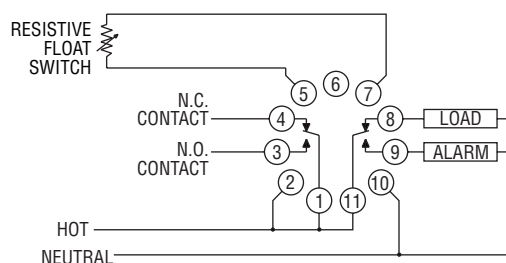 RESISTIVE
FLOAT
SWITCH
6
5
7
N.C.
CONTACT
4
8
LOAD
3
9
ALARM
N.O.
CONTACT
2
10
1
11
HOT
NEUTRAL